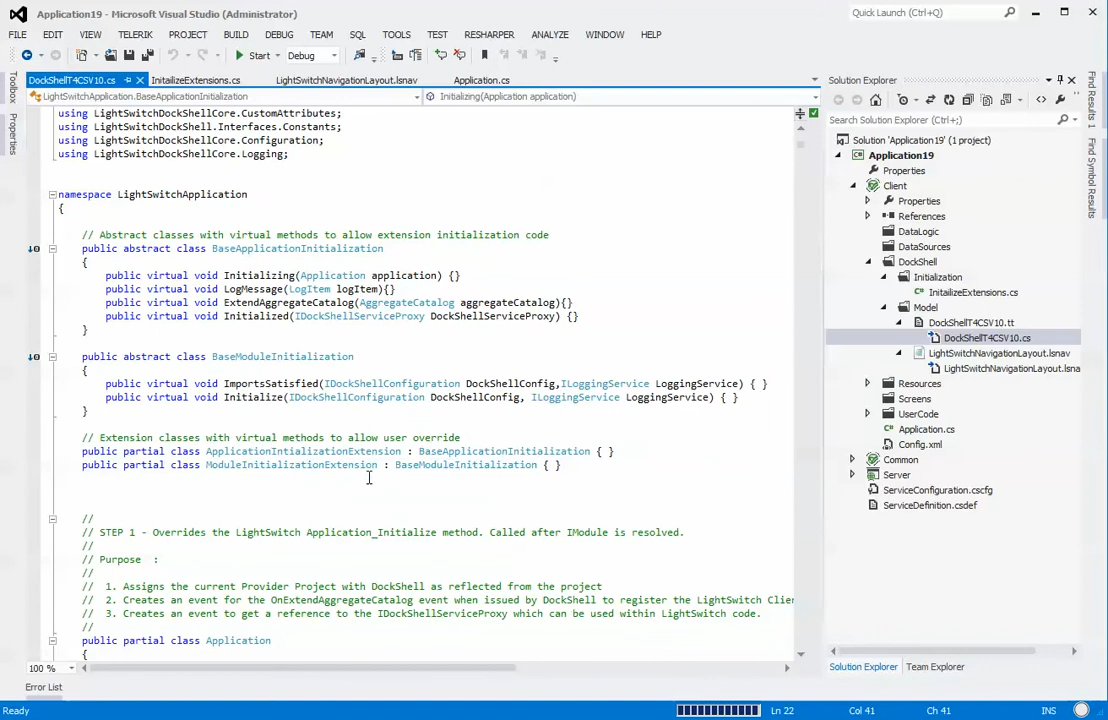 Application19 - Microsoft Visual Studio (Administrator)
Quick Launch (Ctrl+Q)
FILE EDIT VIEW TELERIK PROJECT BUILD DEBUG TEAM SQL TOOLS TEST RESHARPER ANALYZE WINDOW HELP
Start Debug
DockShellT4CSV10.cs InitailizeExtensions.cs LightSwitchNavigationLayout.lsnav Application.cs
LightSwitchApplication.BaseApplicationInitialization Initializing(Application application)
Toolbox
Properties
using LightSwitchDockShellCore.CustomAttributes;
using LightSwitchDockShell.Interfaces.Constants;
using LightSwitchDockShellCore.Configuration;
using LightSwitchDockShellCore.Logging;
namespace LightSwitchApplication
{
// Abstract classes with virtual methods to allow extension initialization code
public abstract class BaseApplicationInitialization
{
public virtual void Initializing(Application application) {}
public virtual void LogMessage(LogItem logItem){}
public virtual void ExtendAggregateCatalog(AggregateCatalog aggregateCatalog){}
public virtual void Initialized(IDockShellServiceProxy DockShellServiceProxy) {}
}
public abstract class BaseModuleInitialization
{
public virtual void ImportsSatisfied(IDockShellConfiguration DockShellConfig,ILoggingService LoggingService) { }
public virtual void Initialize(IDockShellConfiguration DockShellConfig, ILoggingService LoggingService) { }
}
// Extension classes with virtual methods to allow user override
public partial class ApplicationIntializationExtension : BaseApplicationInitialization { }
public partial class ModuleInitializationExtension : BaseModuleInitialization { }
//
// STEP 1 - Overrides the LightSwitch Application_Initialize method. Called after IModule is resolved.
//
// Purpose :
//
// 1. Assigns the current Provider Project with DockShell as reflected from the project
// 2. Creates an event for the OnExtendAggregateCatalog event when issued by DockShell to register the LightSwitch Clien
// 3. Creates an event to get a reference to the IDockShellServiceProxy which can be used within LightSwitch code.
//
public partial class Application
{
100 %
Error List
Solution Explorer
Search Solution Explorer (Ctrl+;)
Solution 'Application19' (1 project)
Application19
Properties
Client
Properties
References
DataLogic
DataSources
DockShell
Initialization
InitailizeExtensions.cs
Model
DockShellT4CSV10.tt
DockShellT4CSV10.cs
LightSwitchNavigationLayout.lsnav
LightSwitchNavigationLayout.lsna
Resources
Screens
UserCode
Application.cs
Config.xml
Common
Server
ServiceConfiguration.cscfg
ServiceDefinition.csdef
Solution Explorer Team Explorer
Find Results 1
Find Symbol Results
Ready Ln 22 Col 41 Ch 41 INS